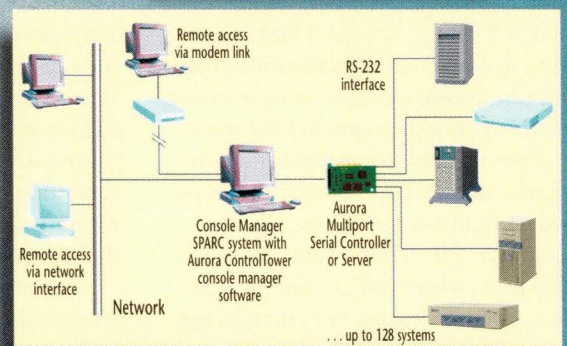 Remote access
via modem link
RS-232
interface
Console Manager
SPARC system with
Aurora ControlTower
console manager
software
Aurora
Multiport
Serial Controller
or Server
Remote access
via network
interface
Network
. . . up to 128 systems